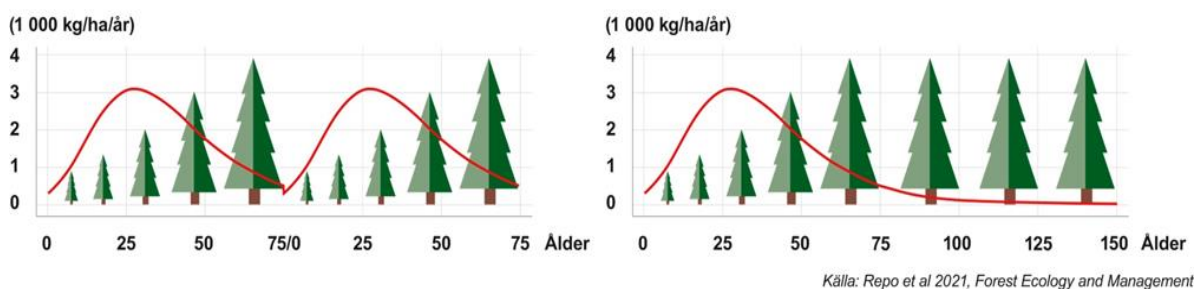 (1 000 kg/ha/år)
4
3
2
1
0
0 25 50 75/0 25 50 75 Ålder
(1 000 kg/ha/år)
4
3
2
1
0
0 25 50 75 100 125 150 Ålder
Källa: Repo et al 2021, Forest Ecology and Management